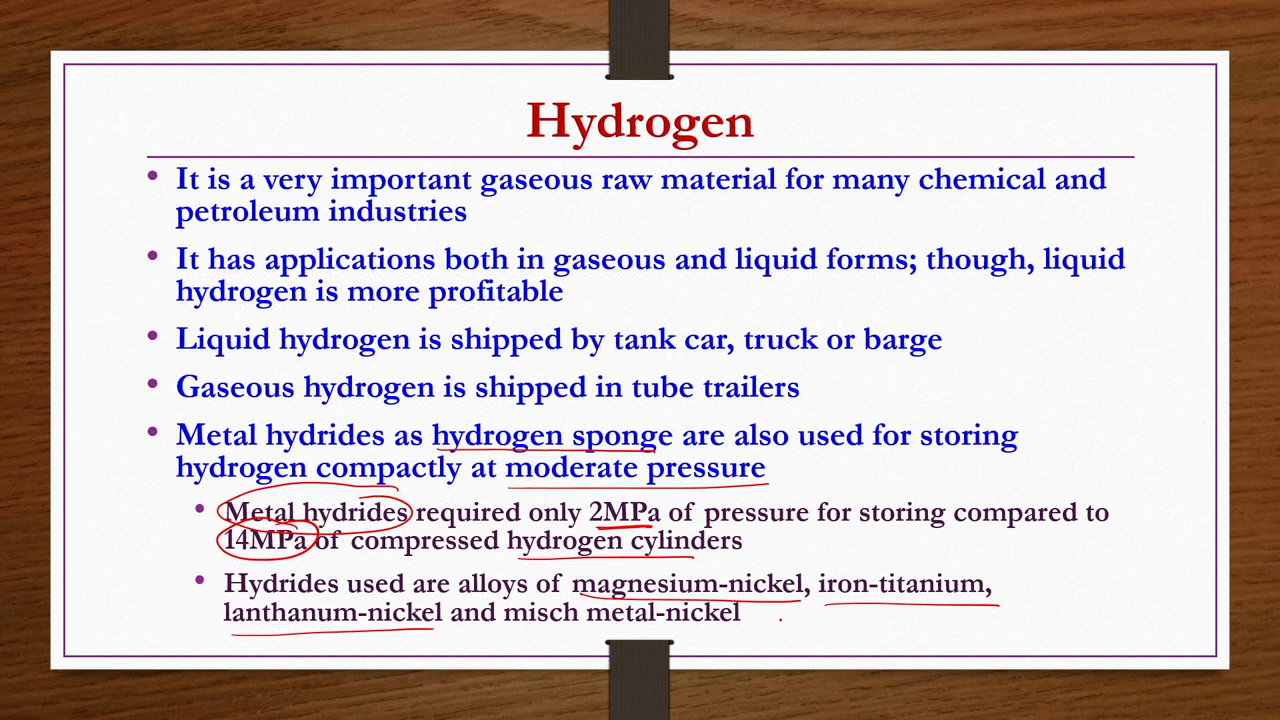 Hydrogen
• It is a very important gaseous raw material for many chemical and
petroleum industries
• It has applications both in gaseous and liquid forms; though, liquid
hydrogen is more profitable
• Liquid hydrogen is shipped by tank car, truck or barge
• Gaseous hydrogen is shipped in tube trailers
• Metal hydrides as hydrogen sponge are also used for storing
hydrogen compactly at moderate pressure
• Metal hydrides required only 2MPa of pressure for storing compared to
14MPa of compressed hydrogen cylinders
• Hydrides used are alloys of magnesium-nickel, iron-titanium,
lanthanum-nickel and misch metal-nickel